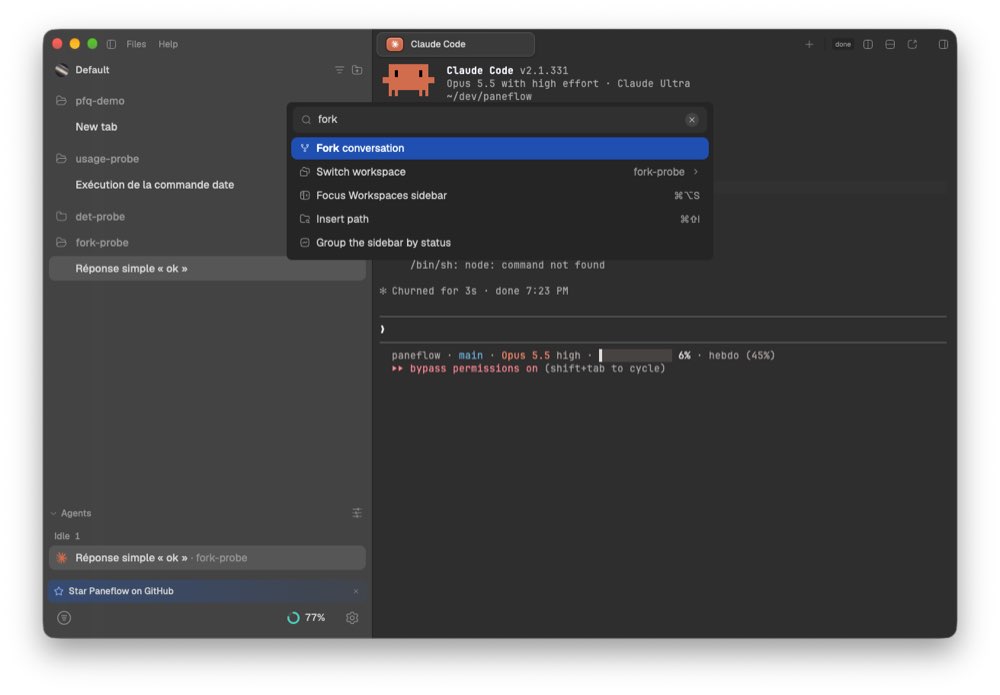 Files Help
Default
pfq-demo
New tab
usage-probe
Exécution de la commande date
det-probe
fork-probe
Réponse simple « ok »
Agents
Idle 1
Réponse simple « ok » · fork-probe
Star Paneflow on GitHub
77%
Claude Code
done
Claude Code v2.1.331
Opus 5.5 with high effort · Claude Ultra
~/dev/paneflow
fork
Fork conversation
Switch workspace fork-probe
Focus Workspaces sidebar ⌘⌥S
Insert path ⌘⇧I
Group the sidebar by status
/bin/sh: node: command not found
✻ Churned for 3s · done 7:23 PM
❯
paneflow · main · Opus 5.5 high · 6% · hebdo (45%)
▸▸ bypass permissions on (shift+tab to cycle)